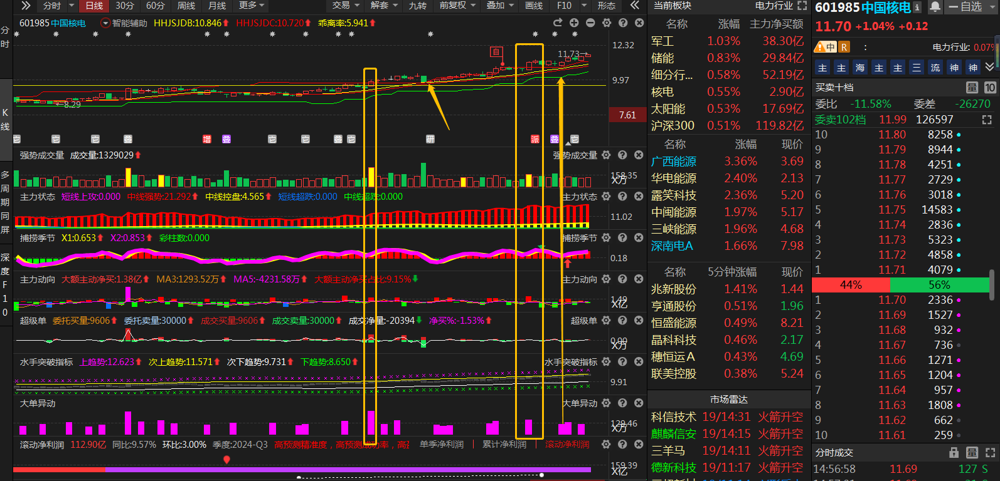 分时 日线 30分 60分 周线 月线 更多 交易 解套 九转 前复权 叠加 画线 F10 形态
分时
K线
多周期同屏
深度F10
601985 中国核电 智能辅助 HHJSJDB:10.846 HHJSJDC:10.720 乖离率:5.941
自
11.73
8.29
12.32
9.97
7.61
增 研 派
强势成交量 成交量:1329029 强势成交量
158.35
X万
主力状态 短线上攻:0.000 中线强势:21.292 中线控盘:4.565 短线超跌:0.000 中线超跌:0.000 主力状态
11.02
捕捞季节 X1:0.653 X2:0.853 彩柱数:0.000 捕捞季节
0.18
主力动向 大额主动净买:1.38亿 MA3:1293.52万 MA5:-4231.58万 大额主动净买占比:9.15% 主力动向
1.49
X亿
超级单 委托买量:9606 委托卖量:30000 成交买量:9606 成交卖量:30000 成交净量:-20394 净买%:-1.53% 超级单
0.00
X万
水手突破指标 上趋势:12.623 次上趋势:11.571 次下趋势:9.731 下趋势:8.650 水手突破指标
9.91
大单异动 大单异动
129.46
X万
滚动净利润 112.90亿 同比:9.57% 环比:3.00% 季度:2024-Q3 高预测精准度，高预测成功率，高 单季净利润 | 累计净利润 | 滚动净利润
159.39
X亿
当前板块 电力行业
名称 涨幅 主力净买额
军工 1.03% 38.30亿
储能 0.83% 29.84亿
细分行... 0.58% 52.19亿
核电 0.55% 2.90亿
太阳能 0.53% 17.69亿
沪深300 0.51% 119.82亿
名称 涨幅 现价
广西能源 3.36% 3.69
华电能源 2.40% 2.13
露笑科技 2.36% 5.20
中闽能源 1.97% 5.17
三峡能源 1.96% 4.68
深南电A 1.66% 7.98
名称 5分钟涨幅 现价
兆新股份 1.41% 1.44
亨通股份 0.51% 1.96
恒盛能源 0.49% 8.21
晶科科技 0.46% 2.17
穗恒运A 0.43% 4.69
联美控股 0.38% 5.24
市场雷达
科信技术 19/14:31 火箭升空
麒麟信安 19/14:15 火箭升空
三羊马 19/14:11 火箭升空
德新科技 19/11:17 火箭升空
601985 中国核电 自选
11.70 +1.04% +0.12
中 R : 电力行业: 0.07%
主 主 海 主 主 三 流 神 神
买卖十档 量 10
委比 -11.58% 委差 -26270
委卖102档 11.99 126597
10 11.80 8258
9 11.79 8944
8 11.78 4251
7 11.77 2729
6 11.76 3018
5 11.75 14583
4 11.74 2836
3 11.73 5323
2 11.72 4858
1 11.71 4079
44% 56%
1 11.70 2336
2 11.69 1527
3 11.68 932
4 11.67 736
5 11.66 1271
6 11.65 1204
7 11.64 957
8 11.63 1808
9 11.62 662
10 11.61 259
分时成交 量
14:56:58 11.69 127 S